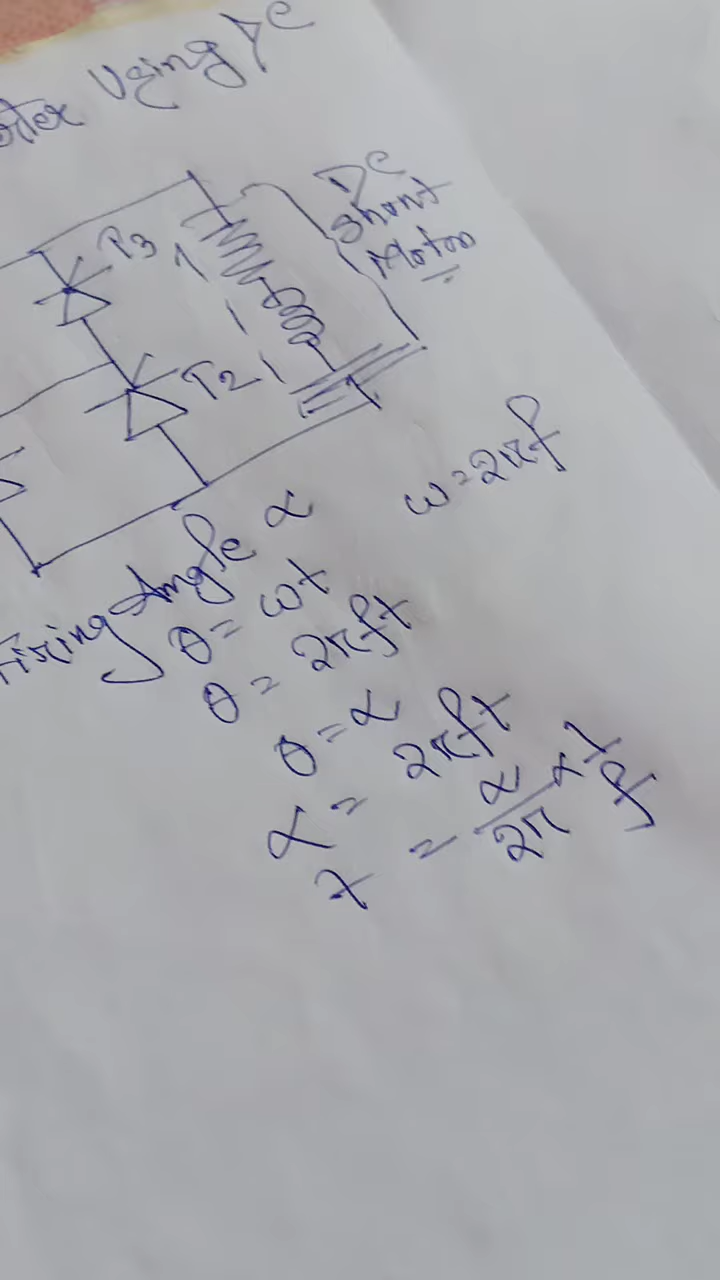 Using DC
T3
DC
Shunt
Motor
T2
ω=2πf
Firing Angle α
θ = ωt
θ = 2πft
θ = α
α = 2πft
t = α/2π × 1/f